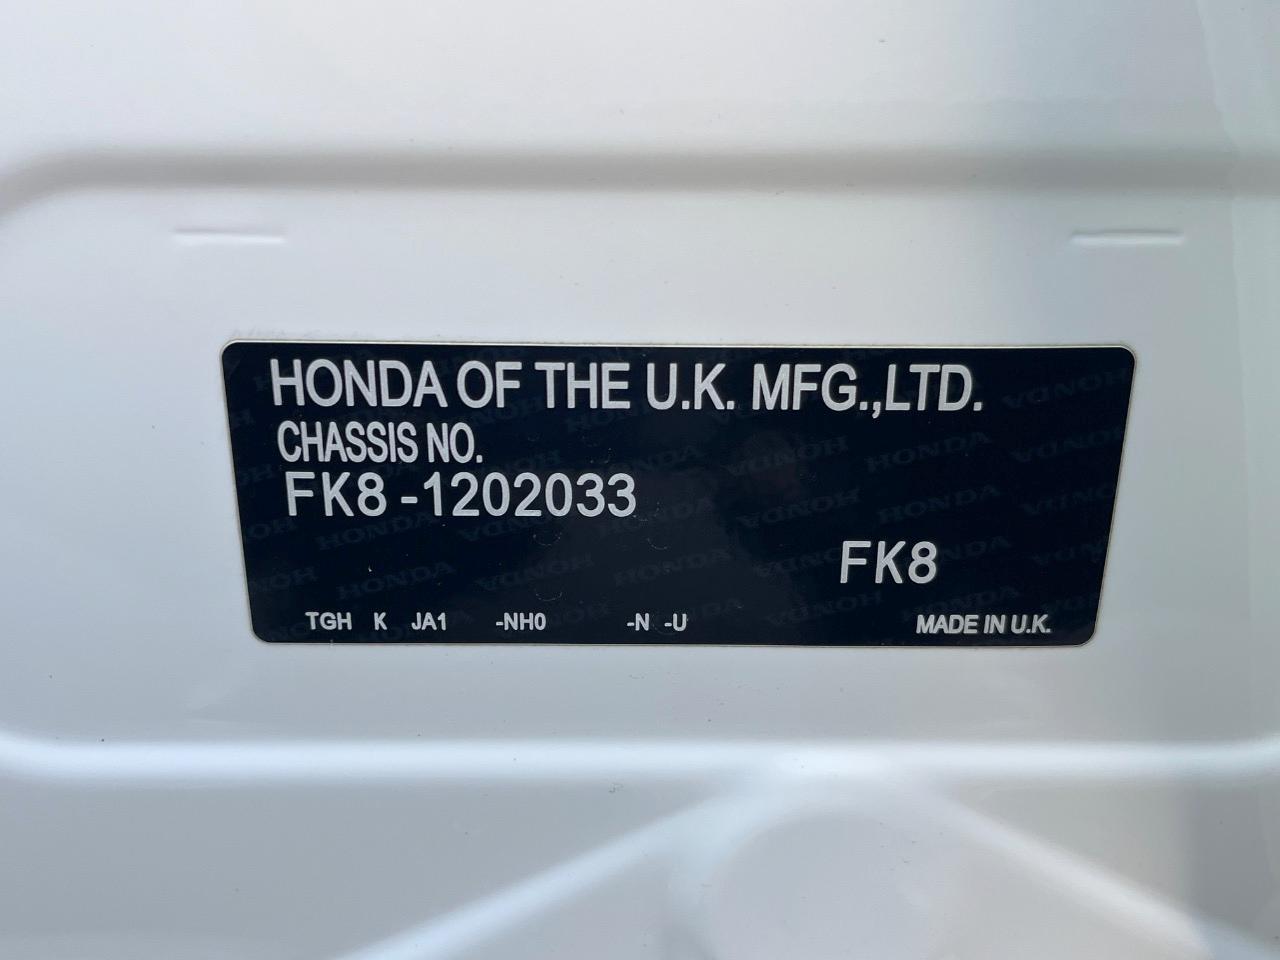 HONDA OF THE U.K. MFG.,LTD.
CHASSIS NO.
FK8-1202033
FK8
TGH K JA1 -NH0 -N -U MADE IN U.K.